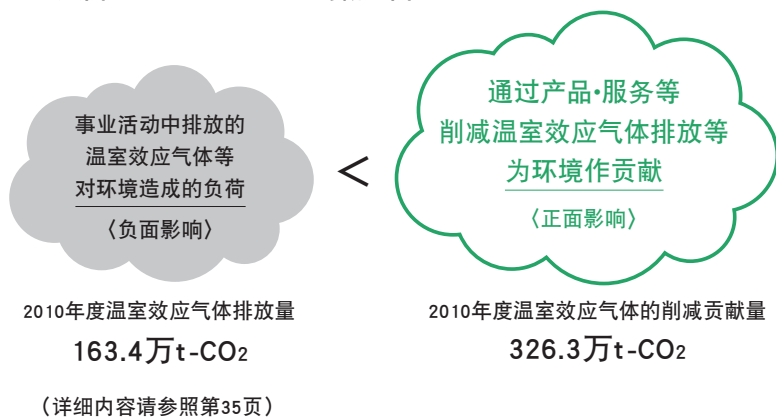 事业活动中排放的
温室效应气体等
对环境造成的负荷
〈负面影响〉
<
通过产品·服务等
削减温室效应气体排放等
为环境作贡献
〈正面影响〉
2010年度温室效应气体排放量
163.4万t-CO2
（详细内容请参照第35页）
2010年度温室效应气体的削减贡献量
326.3万t-CO2